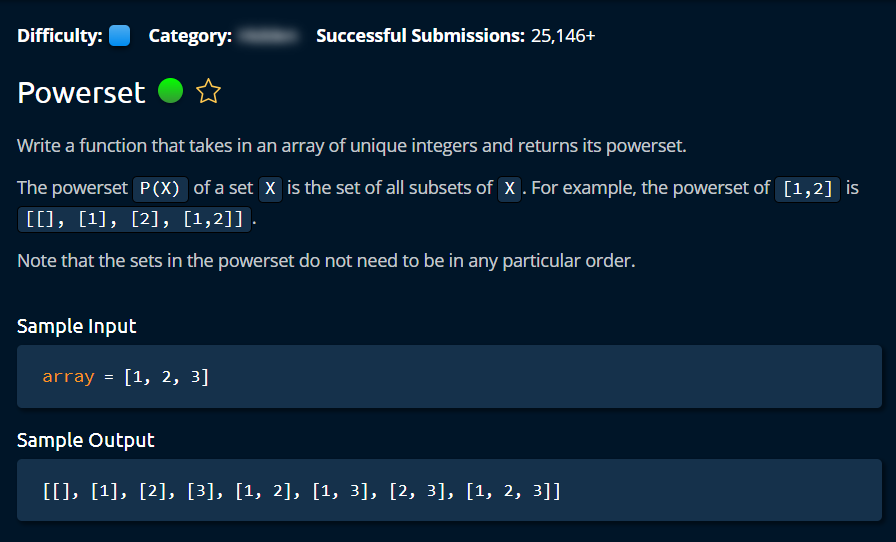 Difficulty: Category: Successful Submissions: 25,146+
Powerset
Write a function that takes in an array of unique integers and returns its powerset.
The powerset P(X) of a set X is the set of all subsets of X. For example, the powerset of [1,2] is
[[], [1], [2], [1,2]].
Note that the sets in the powerset do not need to be in any particular order.
Sample Input
array = [1, 2, 3]
Sample Output
[[], [1], [2], [3], [1, 2], [1, 3], [2, 3], [1, 2, 3]]